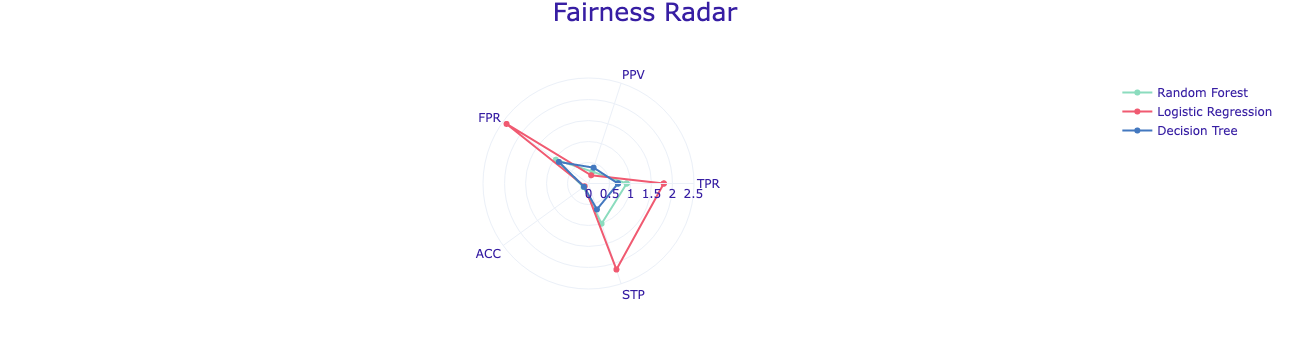 Fairness Radar
PPV
FPR
TPR
0 0.5 1 1.5 2 2.5
ACC
STP
Random Forest
Logistic Regression
Decision Tree